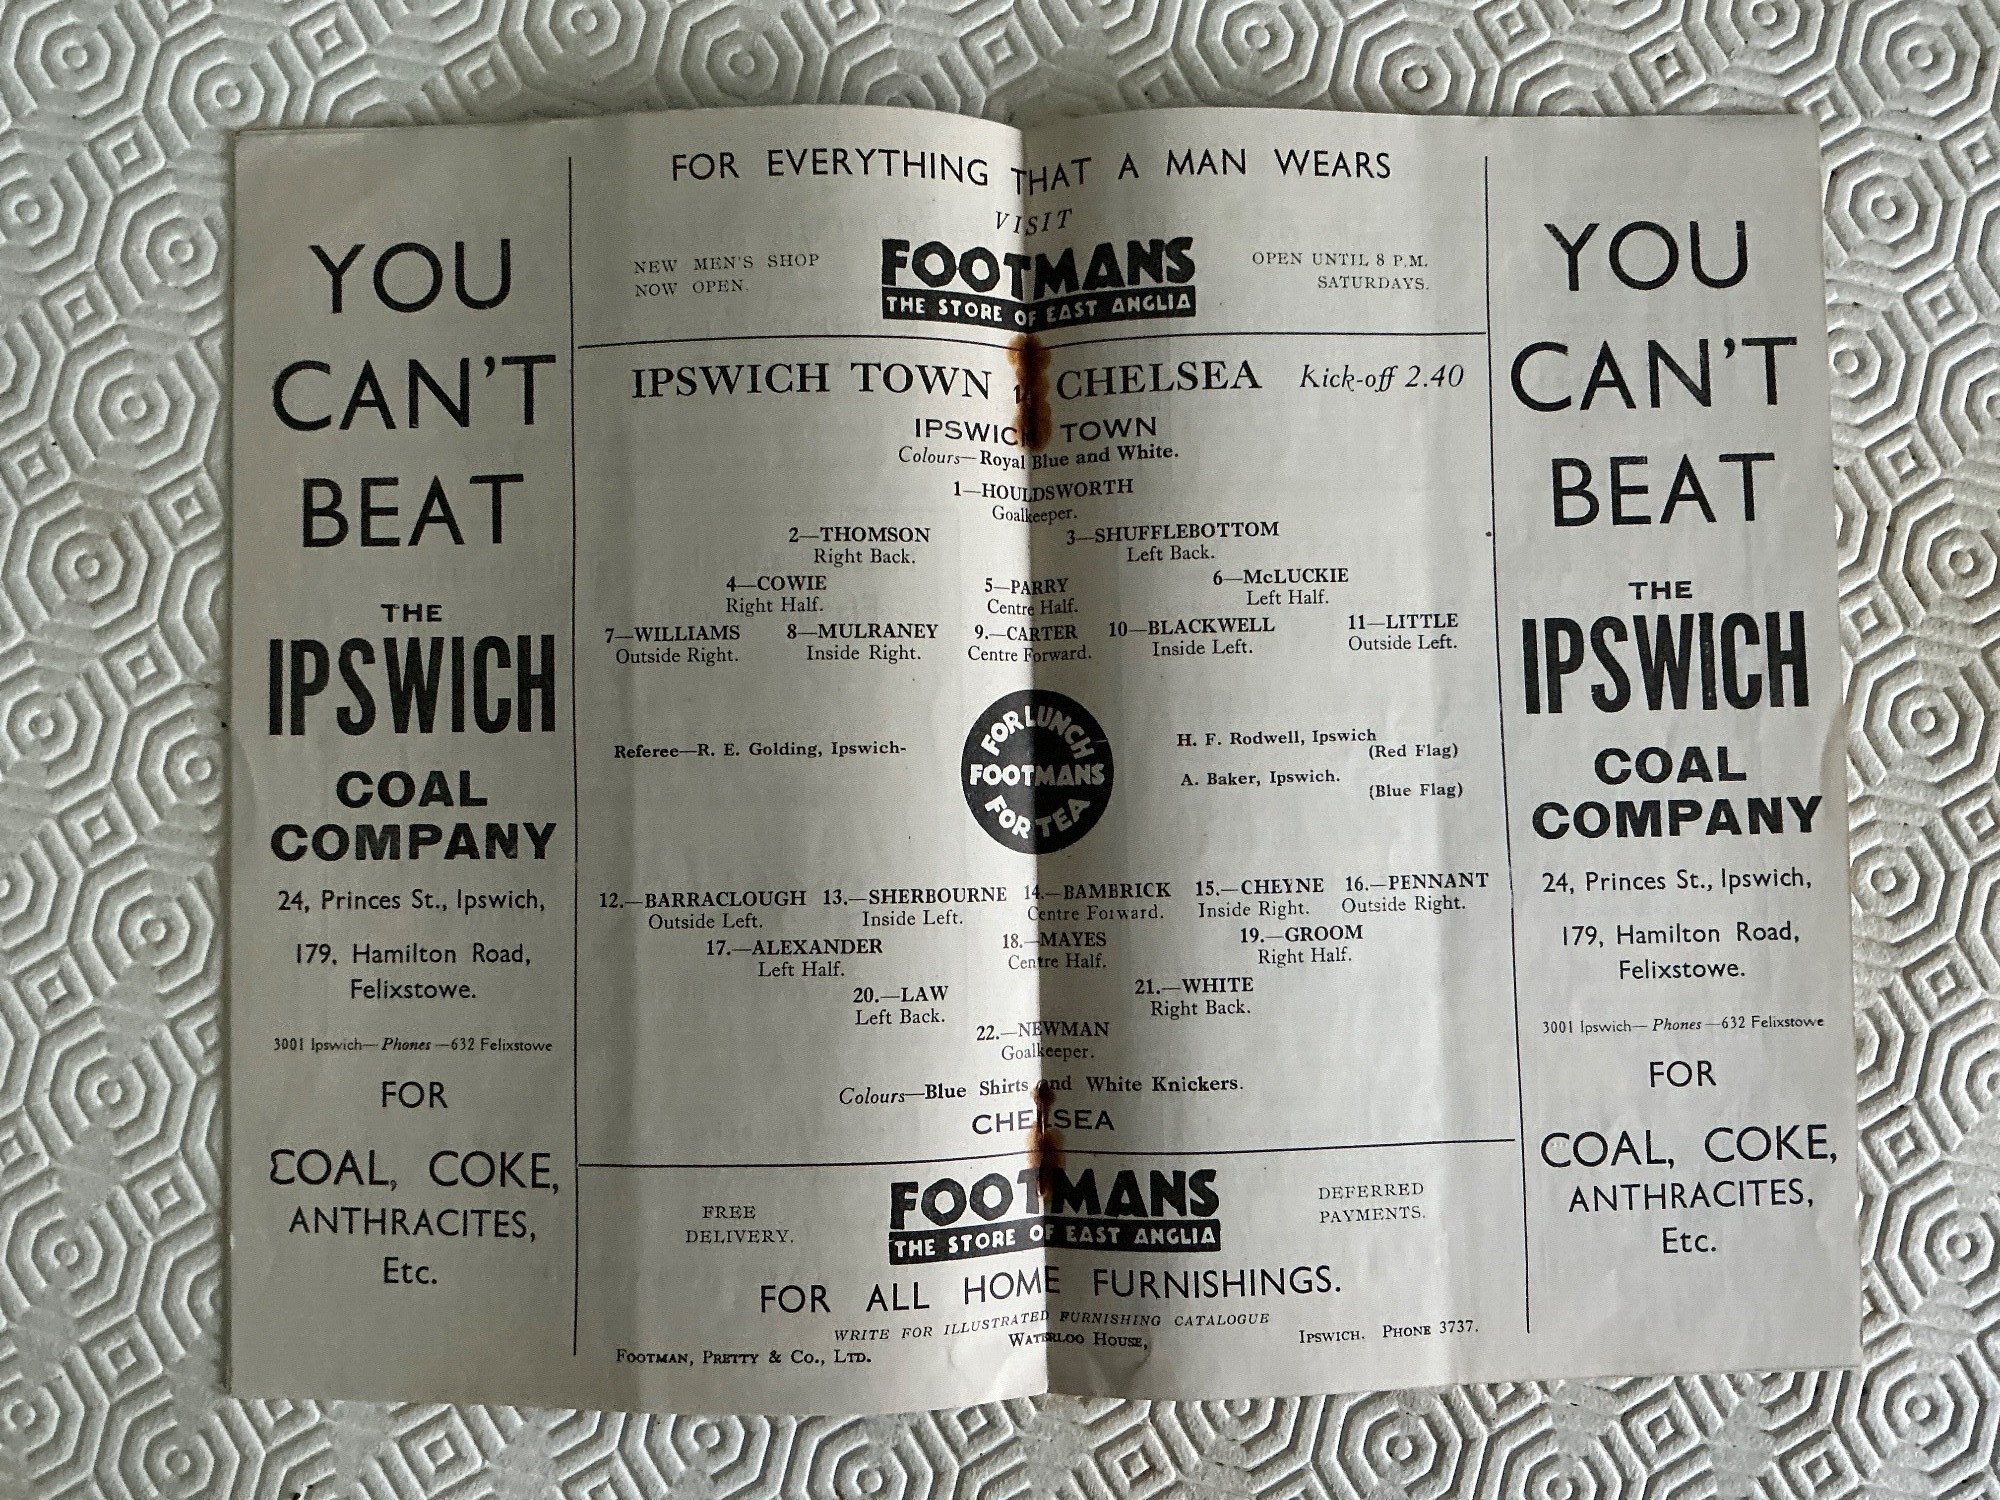 YOU
CAN'T
BEAT
THE
IPSWICH
COAL
COMPANY
24, Princes St., Ipswich,
179, Hamilton Road,
Felixstowe.
3001 Ipswich—Phones—632 Felixstowe
FOR
COAL, COKE,
ANTHRACITES,
Etc.
FOR EVERYTHING THAT A MAN WEARS
VISIT
NEW MEN'S SHOP
NOW OPEN.
FOOTMANS
THE STORE OF EAST ANGLIA
OPEN UNTIL 8 P.M.
SATURDAYS.
IPSWICH TOWN CHELSEA Kick-off 2.40
IPSWICH TOWN
Colours—Royal Blue and White.
1—HOULDSWORTH
Goalkeeper.
2—THOMSON 3—SHUFFLEBOTTOM
Right Back. Left Back.
4—COWIE 5—PARRY 6—McLUCKIE
Right Half. Centre Half. Left Half.
7—WILLIAMS 8—MULRANEY 9.—CARTER 10—BLACKWELL 11—LITTLE
Outside Right. Inside Right. Centre Forward. Inside Left. Outside Left.
Referee—R. E. Golding, Ipswich-
FOR LUNCH
FOOTMANS
FOR TEA
H. F. Rodwell, Ipswich
(Red Flag)
A. Baker, Ipswich.
(Blue Flag)
12.—BARRACLOUGH 13.—SHERBOURNE 14.—BAMBRICK 15.—CHEYNE 16.—PENNANT
Outside Left. Inside Left. Centre Forward. Inside Right. Outside Right.
17.—ALEXANDER 18.—MAYES 19.—GROOM
Left Half. Centre Half. Right Half.
20.—LAW 21.—WHITE
Left Back. Right Back.
22.—NEWMAN
Goalkeeper.
Colours—Blue Shirts and White Knickers.
CHELSEA
FREE
DELIVERY.
FOOTMANS
THE STORE OF EAST ANGLIA
DEFERRED
PAYMENTS.
FOR ALL HOME FURNISHINGS.
WRITE FOR ILLUSTRATED FURNISHING CATALOGUE
FOOTMAN, PRETTY & CO., LTD. WATERLOO HOUSE, IPSWICH. PHONE 3737.
YOU
CAN'T
BEAT
THE
IPSWICH
COAL
COMPANY
24, Princes St., Ipswich,
179, Hamilton Road,
Felixstowe.
3001 Ipswich—Phones—632 Felixstowe
FOR
COAL, COKE,
ANTHRACITES,
Etc.